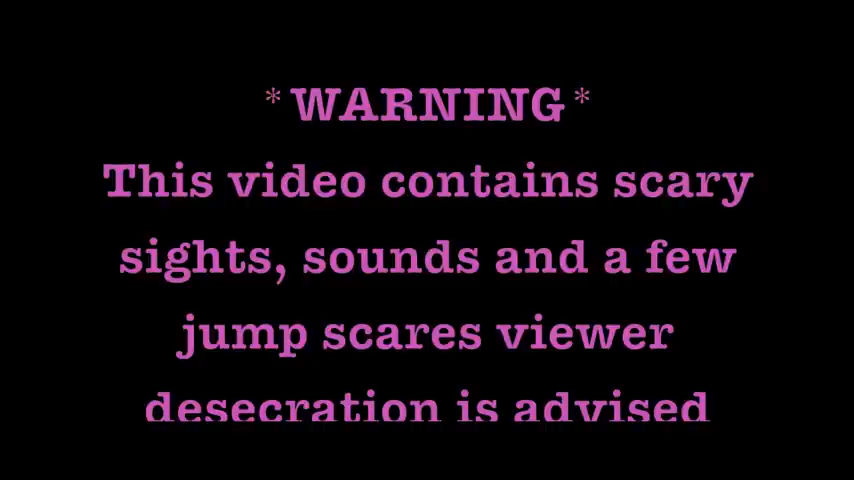 *WARNING*
This video contains scary
sights, sounds and a few
jump scares viewer
desecration is advised